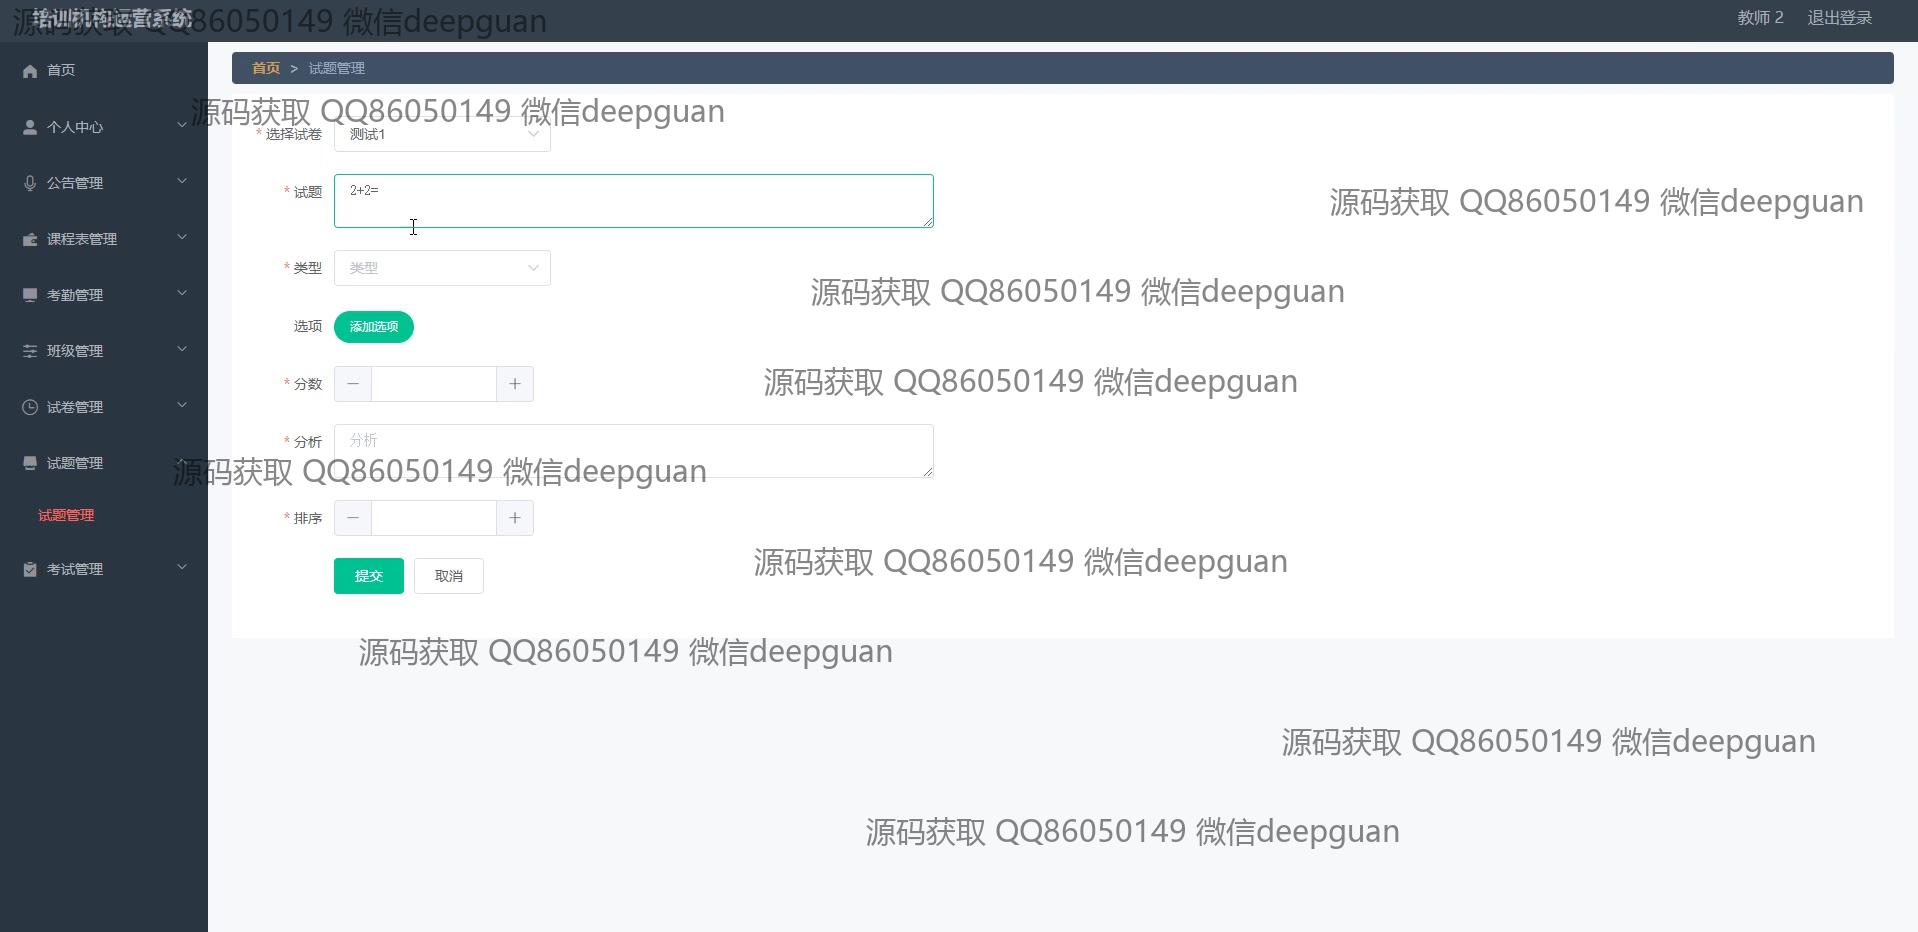 培训机构运营系统
源码获取 QQ86050149 微信deepguan
教师 2
退出登录
首页
首页 > 试题管理
个人中心
源码获取 QQ86050149 微信deepguan
* 选择试卷 测试1
公告管理
* 试题 2+2=
源码获取 QQ86050149 微信deepguan
课程表管理
* 类型 类型
考勤管理
源码获取 QQ86050149 微信deepguan
选项 添加选项
班级管理
* 分数
源码获取 QQ86050149 微信deepguan
试卷管理
* 分析 分析
试题管理
源码获取 QQ86050149 微信deepguan
试题管理
* 排序
考试管理
源码获取 QQ86050149 微信deepguan
提交 取消
源码获取 QQ86050149 微信deepguan
源码获取 QQ86050149 微信deepguan
源码获取 QQ86050149 微信deepguan